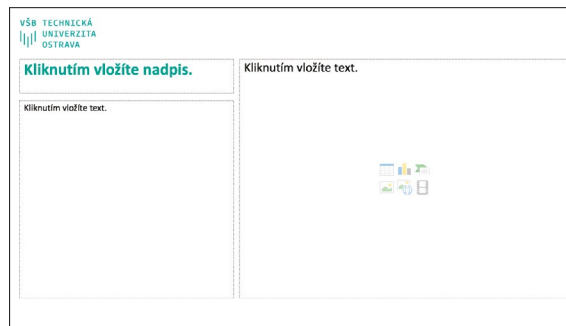 VŠB TECHNICKÁ
UNIVERZITA
OSTRAVA
Kliknutím vložíte nadpis.
Kliknutím vložíte text.
Kliknutím vložíte text.